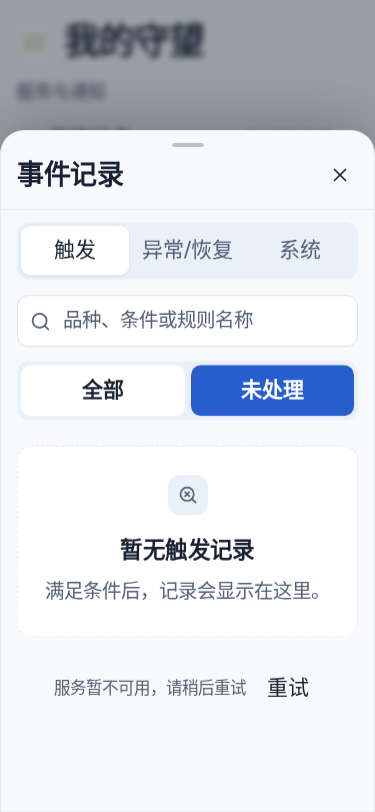 我的守望
服务与通知
事件记录
触发
异常/恢复
系统
品种、条件或规则名称
全部
未处理
暂无触发记录
满足条件后，记录会显示在这里。
服务暂不可用，请稍后重试
重试